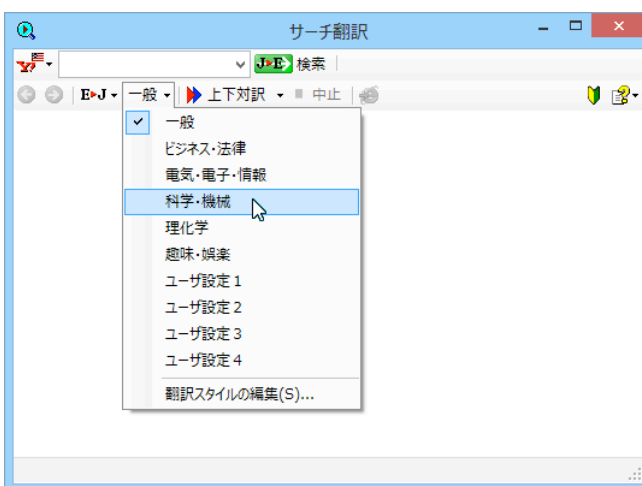 サーチ翻訳
Y? J▸E 検索
E▸J 一般 上下対訳 中止
一般
ビジネス・法律
電気・電子・情報
科学・機械
理化学
趣味・娯楽
ユーザ設定1
ユーザ設定2
ユーザ設定3
ユーザ設定4
翻訳スタイルの編集(S)...